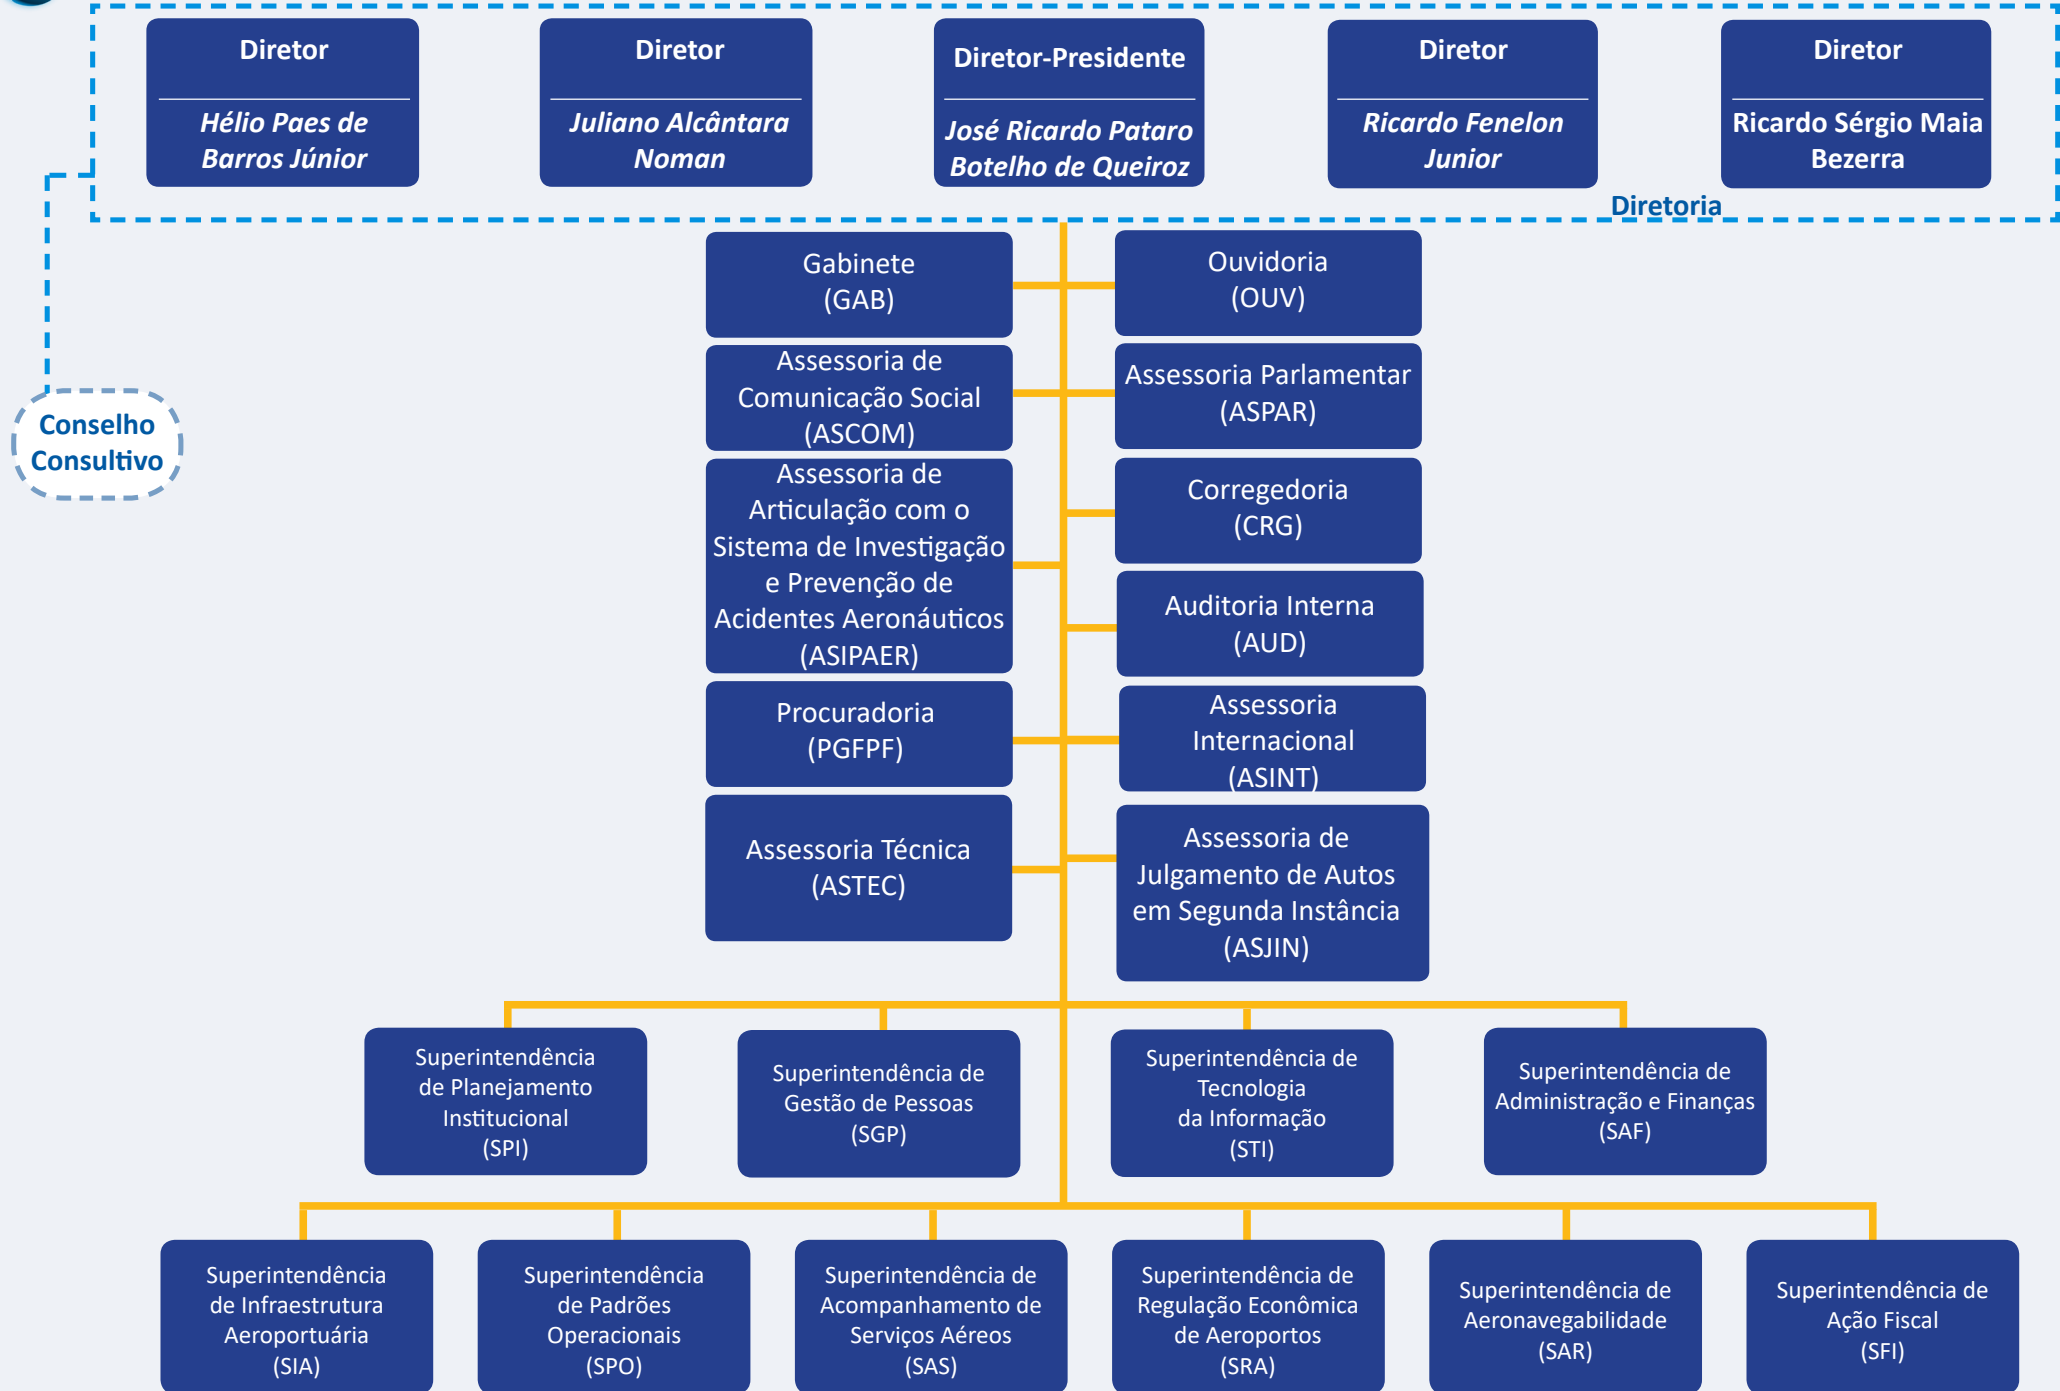 Diretor
Hélio Paes de
Barros Júnior
Diretor
Juliano Alcântara
Noman
Diretor-Presidente
José Ricardo Pataro
Botelho de Queiroz
Diretor
Ricardo Fenelon
Junior
Diretor
Ricardo Sérgio Maia
Bezerra
Diretoria
Conselho
Consultivo
Gabinete
(GAB)
Ouvidoria
(OUV)
Assessoria de
Comunicação Social
(ASCOM)
Assessoria Parlamentar
(ASPAR)
Assessoria de
Articulação com o
Sistema de Investigação
e Prevenção de
Acidentes Aeronáuticos
(ASIPAER)
Corregedoria
(CRG)
Auditoria Interna
(AUD)
Procuradoria
(PGFPF)
Assessoria
Internacional
(ASINT)
Assessoria Técnica
(ASTEC)
Assessoria de
Julgamento de Autos
em Segunda Instância
(ASJIN)
Superintendência
de Planejamento
Institucional
(SPI)
Superintendência de
Gestão de Pessoas
(SGP)
Superintendência de
Tecnologia
da Informação
(STI)
Superintendência de
Administração e Finanças
(SAF)
Superintendência
de Infraestrutura
Aeroportuária
(SIA)
Superintendência
de Padrões
Operacionais
(SPO)
Superintendência de
Acompanhamento de
Serviços Aéreos
(SAS)
Superintendência de
Regulação Econômica
de Aeroportos
(SRA)
Superintendência de
Aeronavegabilidade
(SAR)
Superintendência de
Ação Fiscal
(SFI)